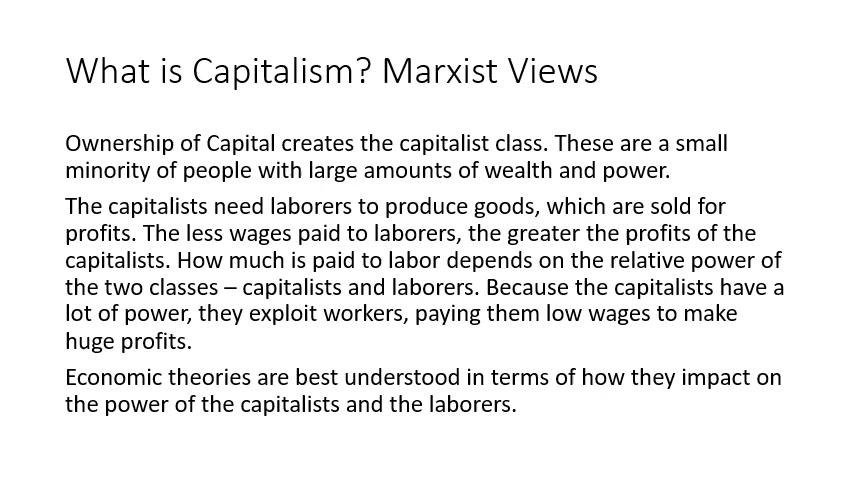 What is Capitalism? Marxist Views
Ownership of Capital creates the capitalist class. These are a small
minority of people with large amounts of wealth and power.
The capitalists need laborers to produce goods, which are sold for
profits. The less wages paid to laborers, the greater the profits of the
capitalists. How much is paid to labor depends on the relative power of
the two classes – capitalists and laborers. Because the capitalists have a
lot of power, they exploit workers, paying them low wages to make
huge profits.
Economic theories are best understood in terms of how they impact on
the power of the capitalists and the laborers.